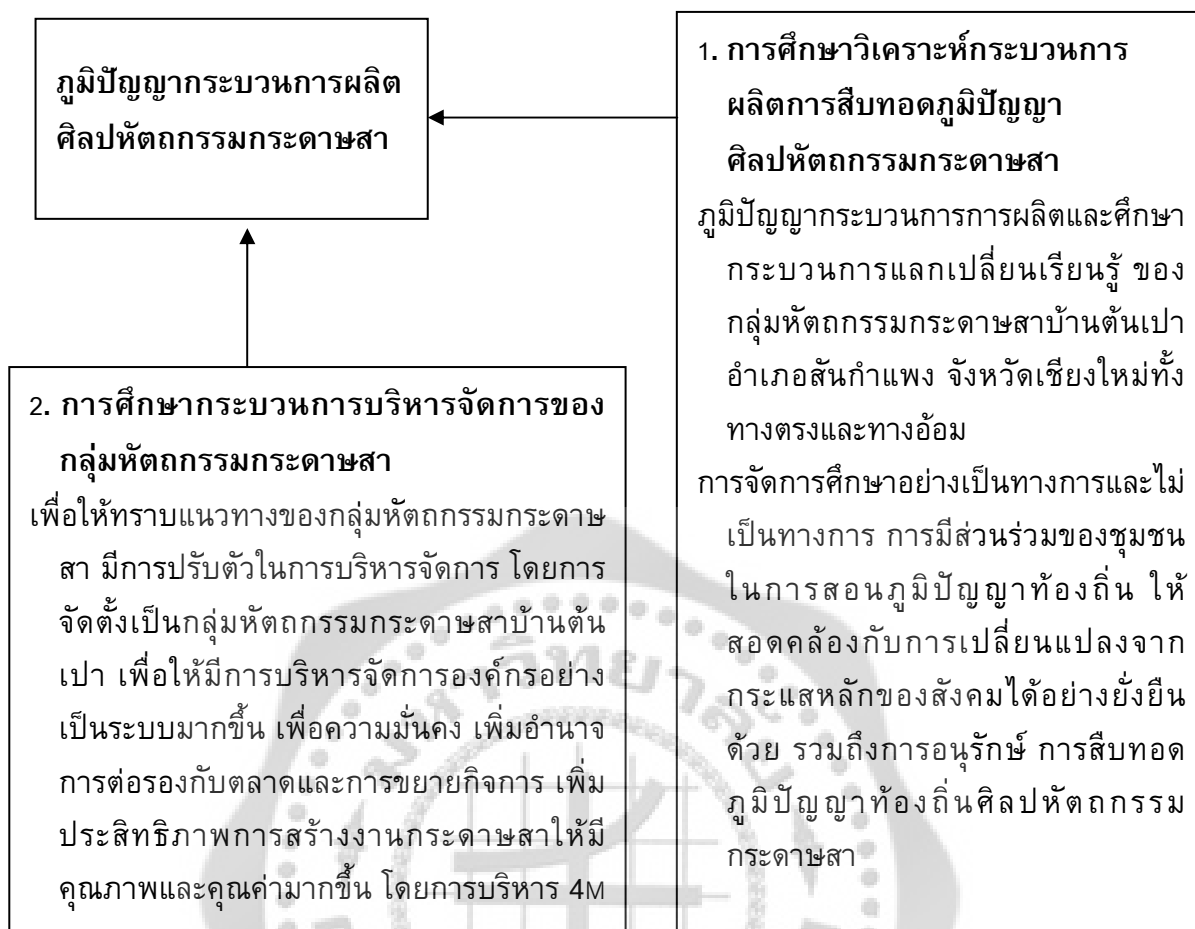 ภูมิปัญญากระบวนการผลิต
ศิลปหัตถกรรมกระดาษสา
1. การศึกษาวิเคราะห์กระบวนการ
ผลิตการสืบทอดภูมิปัญญา
ศิลปหัตถกรรมกระดาษสา
ภูมิปัญญากระบวนการการผลิตและศึกษา
กระบวนการแลกเปลี่ยนเรียนรู้ ของ
กลุ่มหัตถกรรมกระดาษสาบ้านต้นเปา
อำเภอสันกำแพง จังหวัดเชียงใหม่ทั้ง
ทางตรงและทางอ้อม
การจัดการศึกษาอย่างเป็นทางการและไม่
เป็นทางการ การมีส่วนร่วมของชุมชน
ในการสอนภูมิปัญญาท้องถิ่น ให้
สอดคล้องกับการเปลี่ยนแปลงจาก
กระแสหลักของสังคมได้อย่างยั่งยืน
ด้วย รวมถึงการอนุรักษ์ การสืบทอด
ภูมิปัญญาท้องถิ่นศิลปหัตถกรรม
กระดาษสา
2. การศึกษากระบวนการบริหารจัดการของ
กลุ่มหัตถกรรมกระดาษสา
เพื่อให้ทราบแนวทางของกลุ่มหัตถกรรมกระดาษ
สา มีการปรับตัวในการบริหารจัดการ โดยการ
จัดตั้งเป็นกลุ่มหัตถกรรมกระดาษสาบ้านต้น
เปา เพื่อให้มีการบริหารจัดการองค์กรอย่าง
เป็นระบบมากขึ้น เพื่อความมั่นคง เพิ่มอำนาจ
การต่อรองกับตลาดและการขยายกิจการ เพิ่ม
ประสิทธิภาพการสร้างงานกระดาษสาให้มี
คุณภาพและคุณค่ามากขึ้น โดยการบริหาร 4M